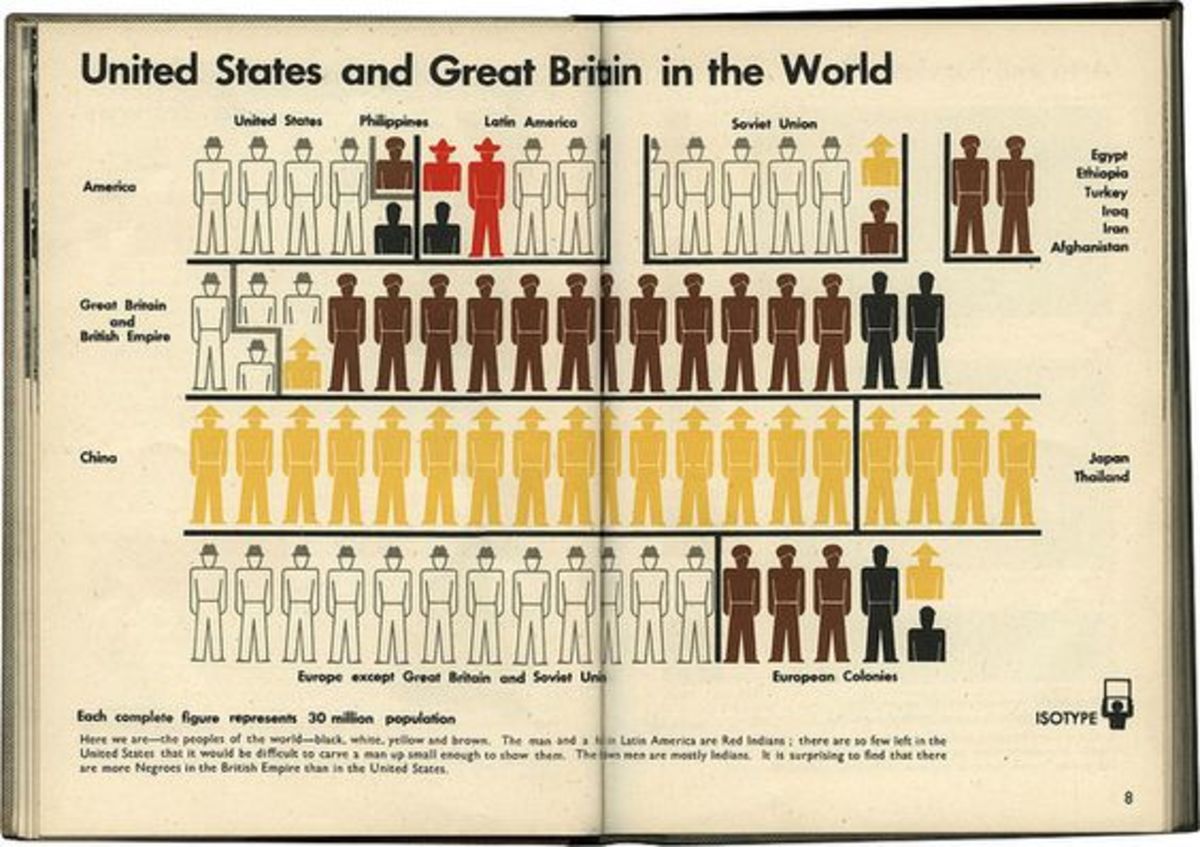 United States and Great Britain in the World
United States Philippines Latin America Soviet Union
America
Egypt
Ethiopia
Turkey
Iraq
Iran
Afghanistan
Great Britain
and
British Empire
China
Japan
Thailand
Europe except Great Britain and Soviet Uni
European Colonies
Each complete figure represents 30 million population
ISOTYPE
Here we are—the peoples of the world—black, white, yellow and brown. The man and a in Latin America are Red Indians ; there are so few left in the
United States that it would be difficult to carve a man up small enough to show them. The men are mostly Indians. It is surprising to find that there
are more Negroes in the British Empire than in the United States.
8